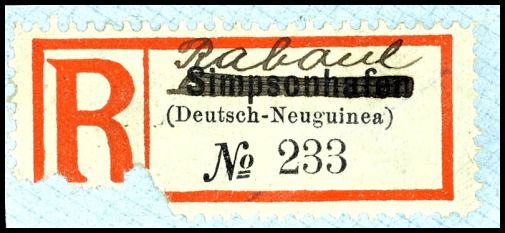 R
Rabaul
Simpsonhafen
(Deutsch-Neuguinea)
№ 233